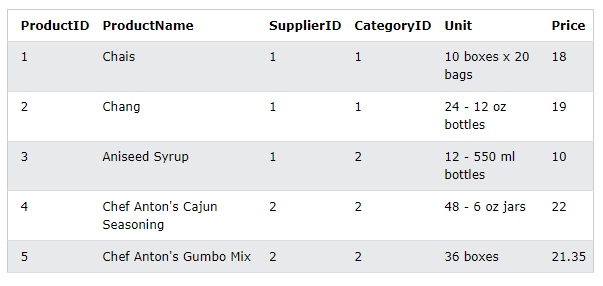 ProductID ProductName SupplierID CategoryID Unit Price
1 Chais 1 1 10 boxes x 20 18
bags
2 Chang 1 1 24 - 12 oz 19
bottles
3 Aniseed Syrup 1 2 12 - 550 ml 10
bottles
4 Chef Anton's Cajun 2 2 48 - 6 oz jars 22
Seasoning
5 Chef Anton's Gumbo Mix 2 2 36 boxes 21.35